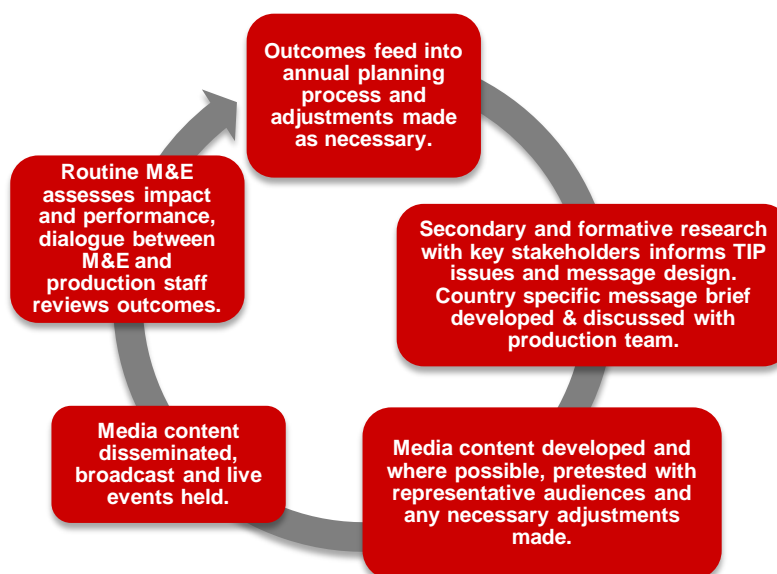 Outcomes feed into
annual planning
process and
adjustments made
as necessary.
Secondary and formative research
with key stakeholders informs TIP
issues and message design.
Country specific message brief
developed & discussed with
production team.
Media content developed and
where possible, pretested with
representative audiences and
any necessary adjustments
made.
Media content
disseminated,
broadcast and live
events held.
Routine M&E
assesses impact
and performance,
dialogue between
M&E and
production staff
reviews outcomes.